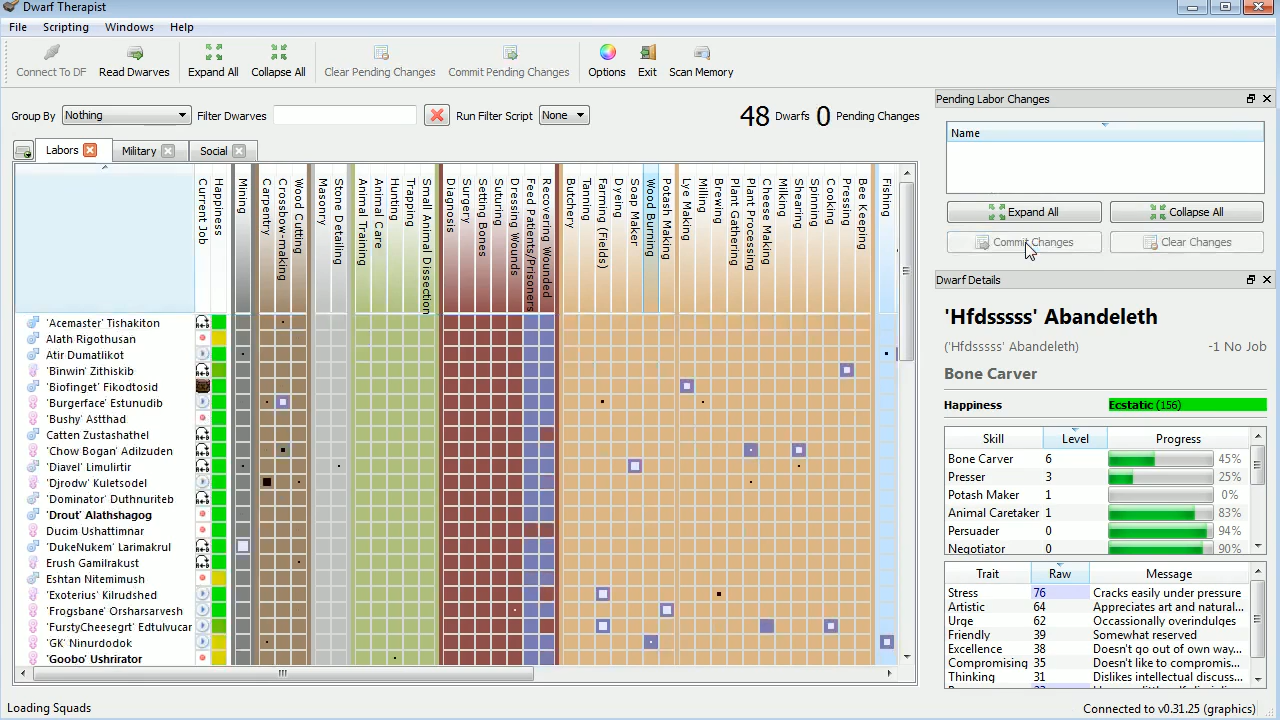 Dwarf Therapist
File Scripting Windows Help
Connect To DF Read Dwarves Expand All Collapse All Clear Pending Changes Commit Pending Changes Options Exit Scan Memory
Group By Nothing Filter Dwarves Run Filter Script None 48 Dwarfs 0 Pending Changes
Labors Military Social
Current Job
Happiness
Mining
Carpentry
Crossbow-making
Wood Cutting
Masonry
Stone Detailing
Animal Training
Animal Care
Hunting
Trapping
Small Animal Dissection
Diagnosis
Surgery
Setting Bones
Suturing
Dressing Wounds
Feed Patients/Prisoners
Recovering Wounded
Butchery
Tanning
Farming (Fields)
Dyeing
Soap Maker
Wood Burning
Potash Making
Lye Making
Milling
Brewing
Plant Gathering
Plant Processing
Cheese Making
Milking
Shearing
Spinning
Cooking
Pressing
Bee Keeping
Fishing
'Acemaster' Tishakiton
Alath Rigothusan
Atir Dumatlikot
'Binwin' Zithiskib
'Biofinget' Fikodtosid
'Burgerface' Estunudib
'Bushy' Astthad
Catten Zustashathel
'Chow Bogan' Adilzuden
'Diavel' Limulirtir
'Djrodw' Kuletsodel
'Dominator' Duthnuriteb
'Drout' Alathshagog
Ducim Ushattimnar
'DukeNukem' Larimakrul
Erush Gamilrakust
Eshtan Nitemimush
'Exoterius' Kilrudshed
'Frogsbane' Orsharsarvesh
'FurstyCheesegrt' Edtulvucar
'GK' Ninurdodok
'Goobo' Ushrirator
Pending Labor Changes
Name
Expand All Collapse All
Commit Changes Clear Changes
Dwarf Details
'Hfdsssss' Abandeleth
('Hfdsssss' Abandeleth) -1 No Job
Bone Carver
Happiness Ecstatic (156)
Skill Level Progress
Bone Carver 6 45%
Presser 3 25%
Potash Maker 1 0%
Animal Caretaker 1 83%
Persuader 0 94%
Negotiator 0 90%
Trait Raw Message
Stress 76 Cracks easily under pressure
Artistic 64 Appreciates art and natural...
Urge 62 Occassionally overindulges
Friendly 39 Somewhat reserved
Excellence 38 Doesn't go out of own way...
Compromising 35 Doesn't like to compromis...
Thinking 31 Dislikes intellectual discuss...
Loading Squads Connected to v0.31.25 (graphics)